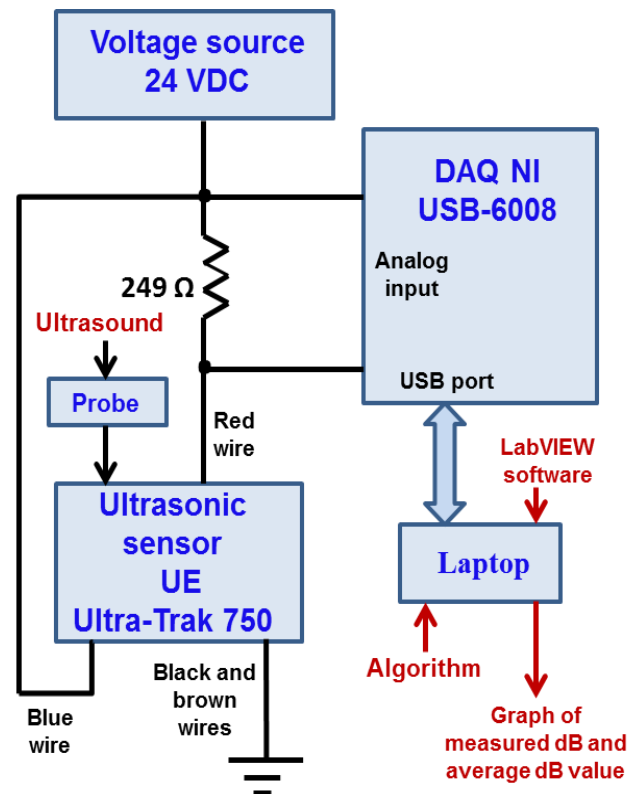 Voltage source
24 VDC
DAQ NI
USB-6008
Analog
input
249 Ω
Ultrasound
USB port
Probe
Red
wire
LabVIEW
software
Ultrasonic
sensor
UE
Ultra-Trak 750
Laptop
Algorithm
Black and
brown
wires
Blue
wire
Graph of
measured dB and
average dB value